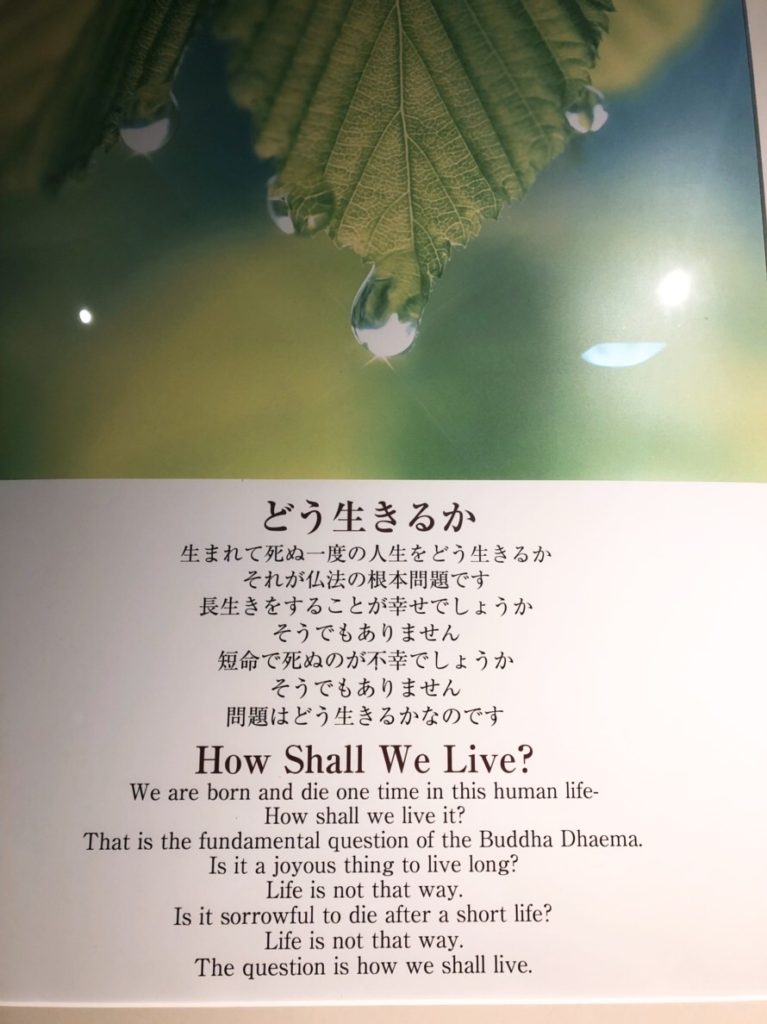 どう生きるか
生まれて死ぬ一度の人生をどう生きるか
それが仏法の根本問題です
長生きをすることが幸せでしょうか
そうでもありません
短命で死ぬのが不幸でしょうか
そうでもありません
問題はどう生きるかなのです
How Shall We Live?
We are born and die one time in this human life-
How shall we live it?
That is the fundamental question of the Buddha Dhaema.
Is it a joyous thing to live long?
Life is not that way.
Is it sorrowful to die after a short life?
Life is not that way.
The question is how we shall live.